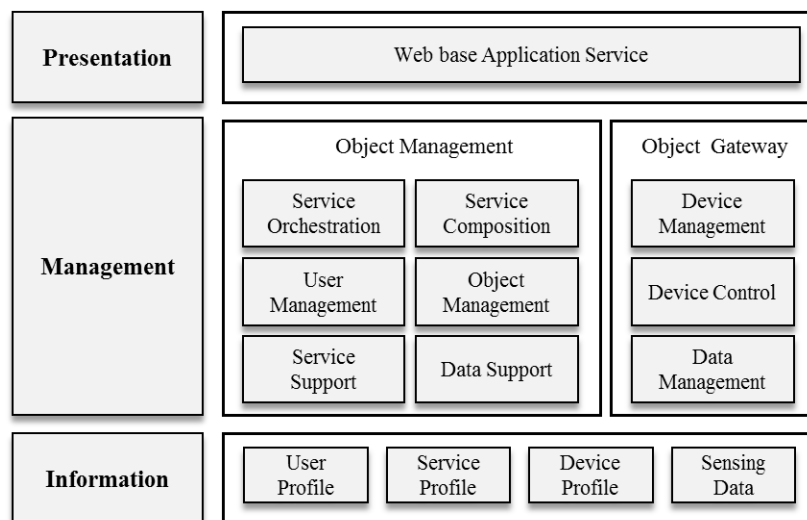 Presentation
Web base Application Service
Management
Object Management
Service
Orchestration
Service
Composition
User
Management
Object
Management
Service
Support
Data Support
Object Gateway
Device
Management
Device Control
Data
Management
Information
User
Profile
Service
Profile
Device
Profile
Sensing
Data